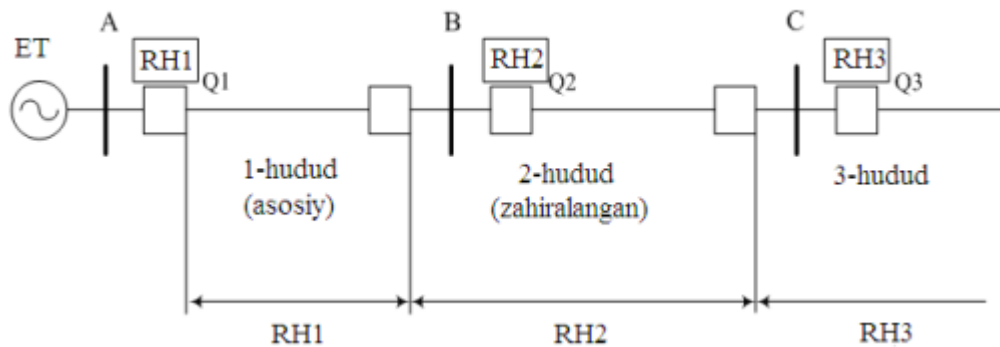 A
B
C
ET
RH1
RH2
RH3
Q1
Q2
Q3
1-hudud
(asosiy)
2-hudud
(zahiralangan)
3-hudud
RH1
RH2
RH3